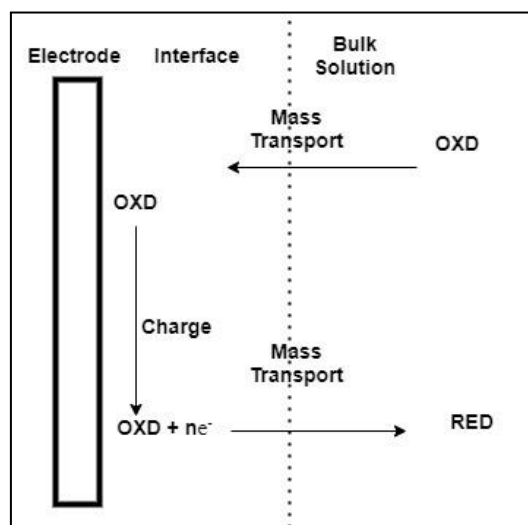 Electrode
Interface
Bulk
Solution
Mass
Transport
OXD
OXD
Charge
Mass
Transport
OXD + ne⁻
RED